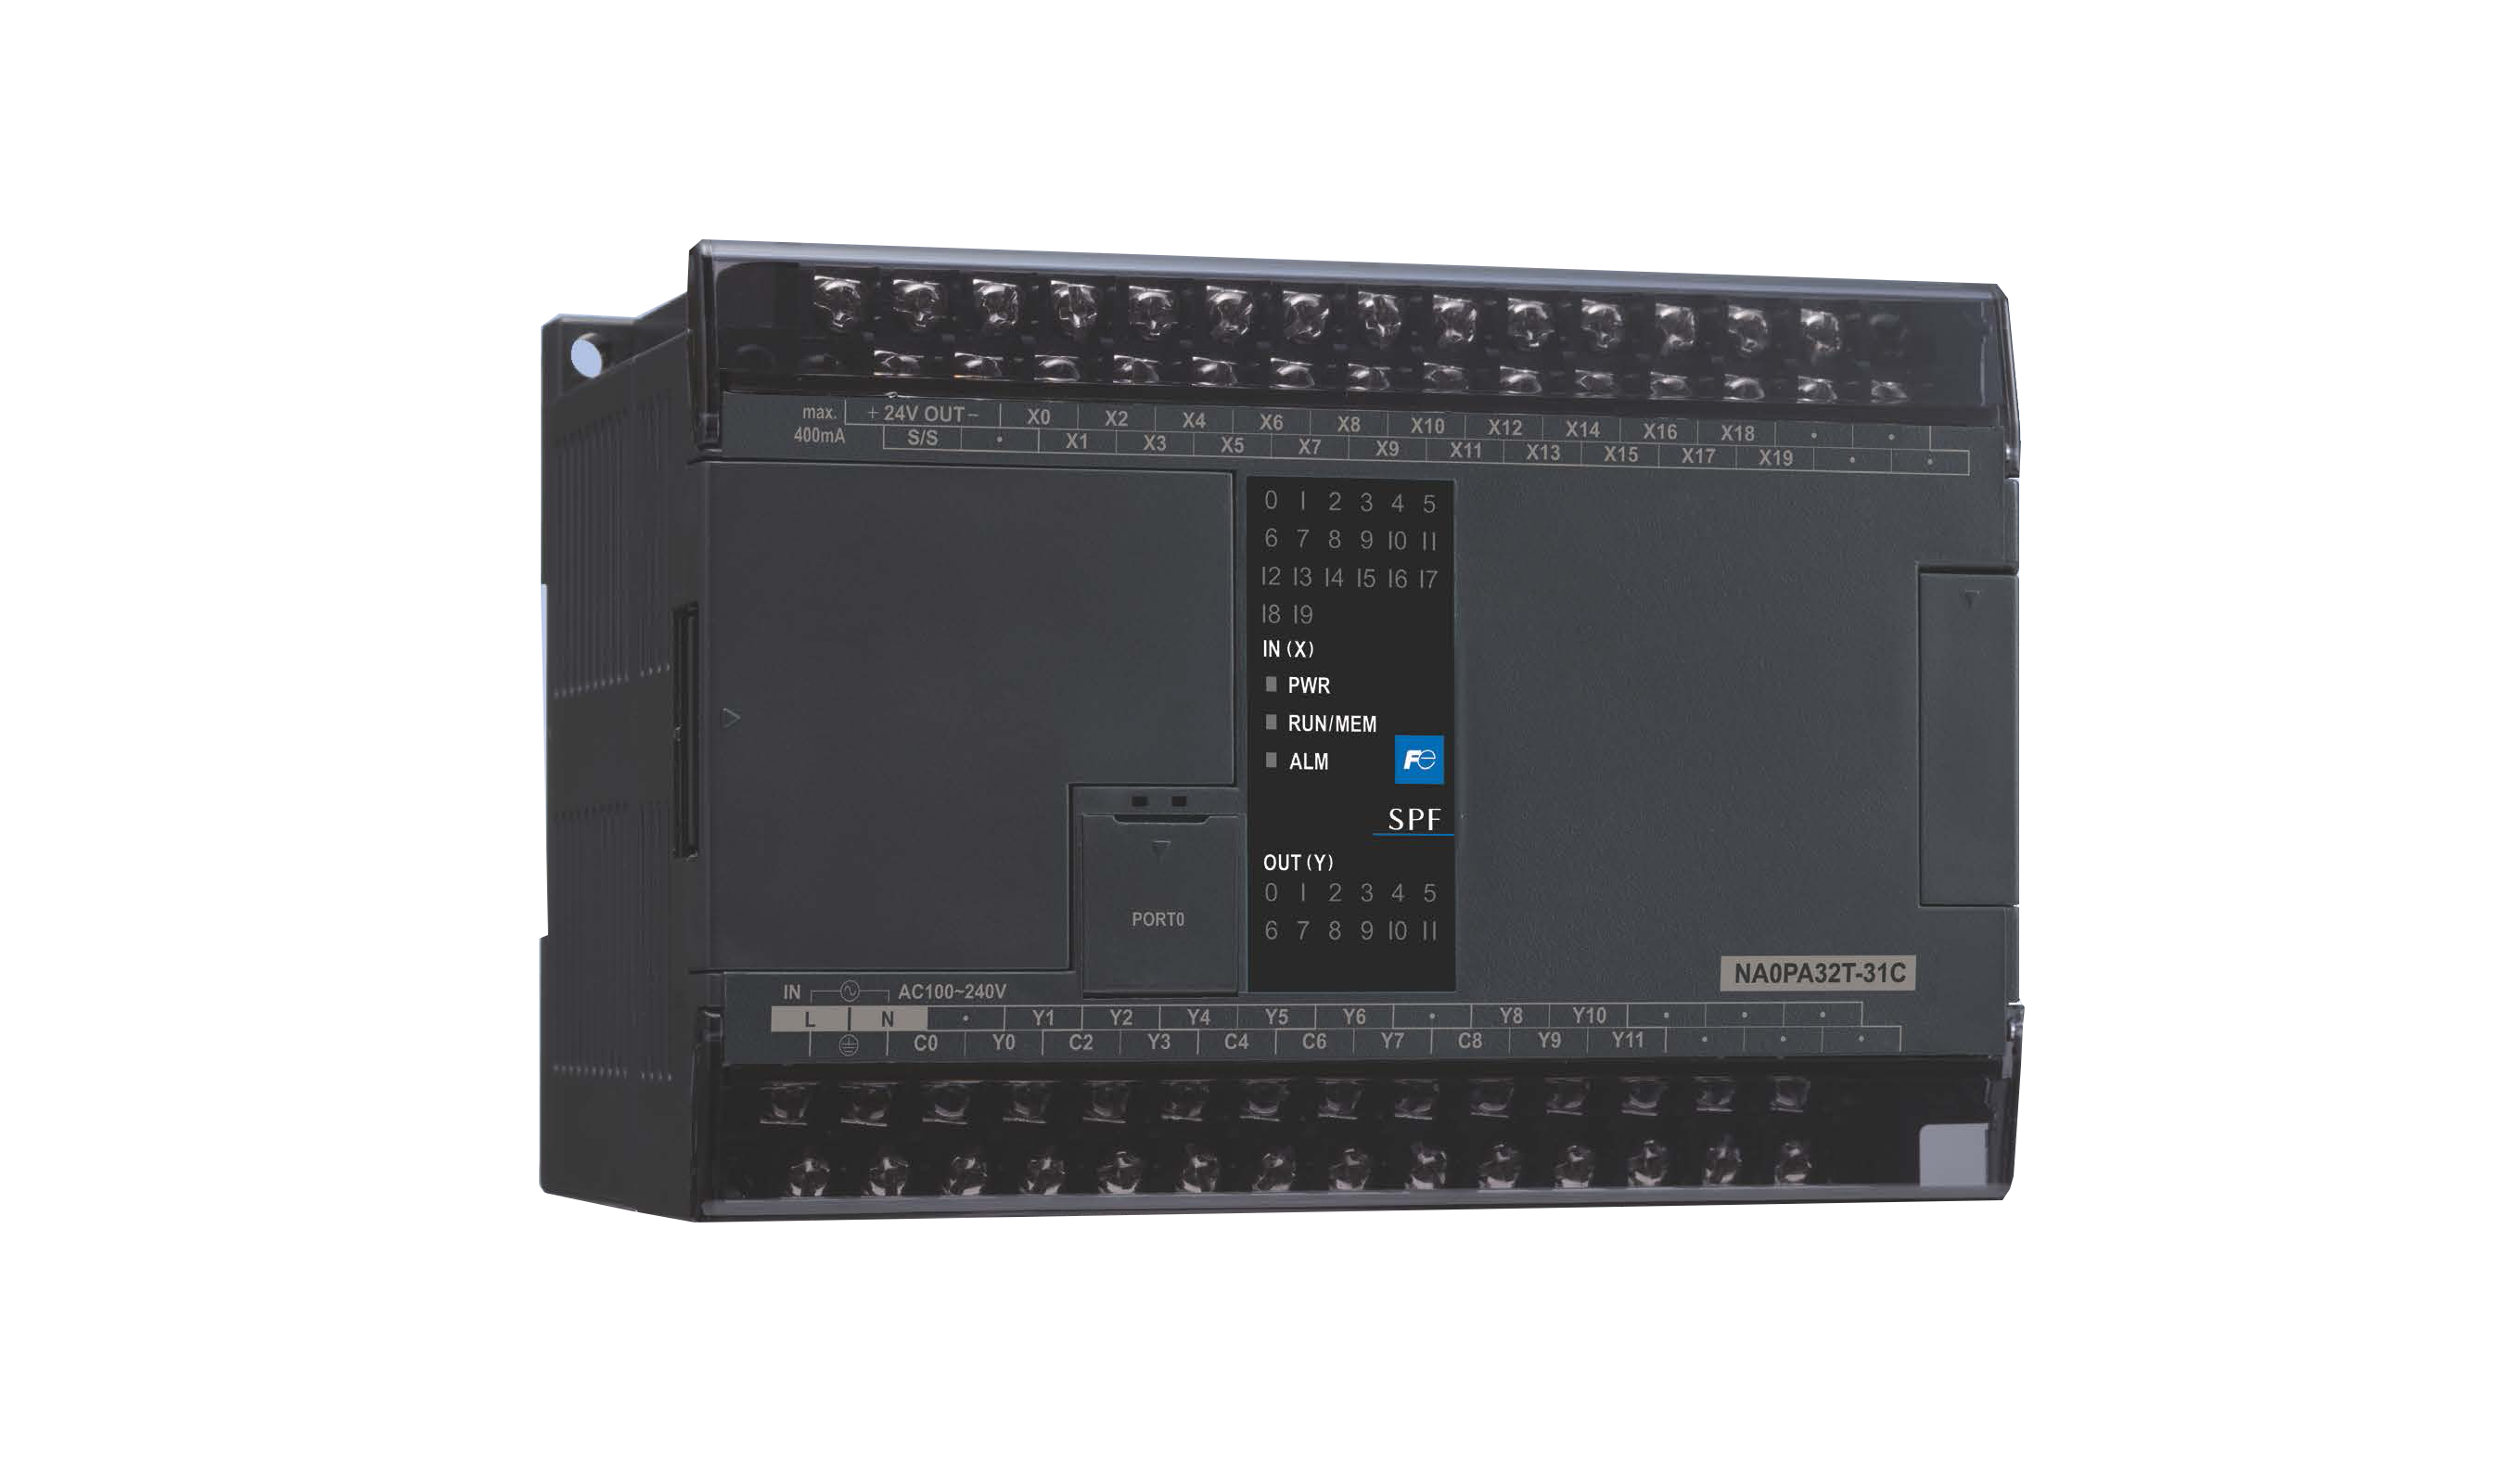 max. + 24V OUT - X0 X2 X4 X6 X8 X10 X12 X14 X16 X18 • •
400mA S/S • X1 X3 X5 X7 X9 X11 X13 X15 X17 X19 • •
0 1 2 3 4 5
6 7 8 9 10 11
12 13 14 15 16 17
18 19
IN (X)
PWR
RUN/MEM
ALM
Fe
SPF
OUT (Y)
0 1 2 3 4 5
6 7 8 9 10 11
PORT0
NA0PA32T-31C
IN AC100~240V
L N • Y1 Y2 Y4 Y5 Y6 • Y8 Y10 • • •
C0 Y0 C2 Y3 C4 C6 Y7 C8 Y9 Y11 • • •